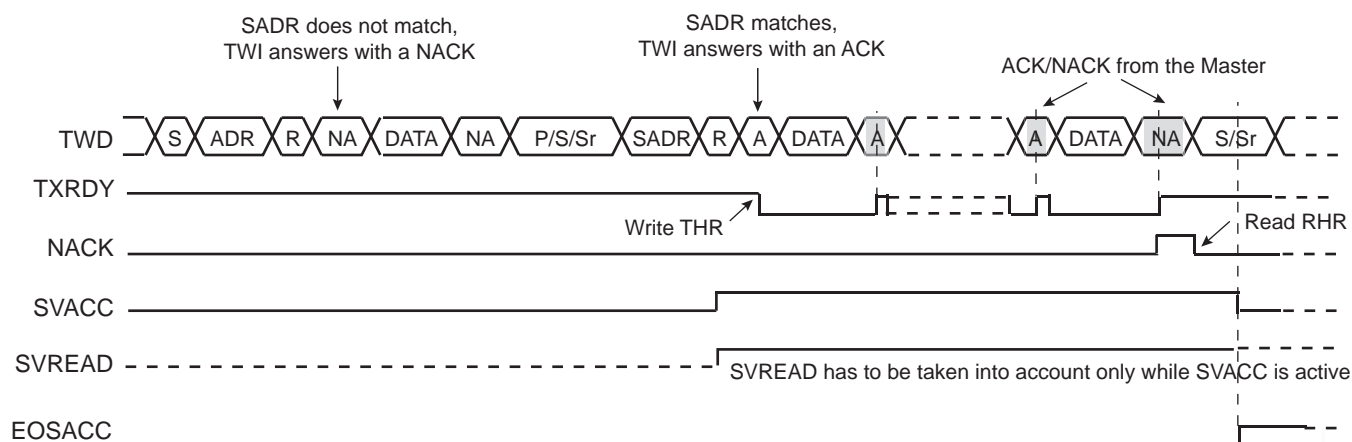 SADR does not match,
TWI answers with a NACK
SADR matches,
TWI answers with an ACK
ACK/NACK from the Master
TWD S ADR R NA DATA NA P/S/Sr SADR R A DATA A A DATA NA S/Sr
TXRDY
Write THR
Read RHR
NACK
SVACC
SVREAD
SVREAD has to be taken into account only while SVACC is active
EOSACC